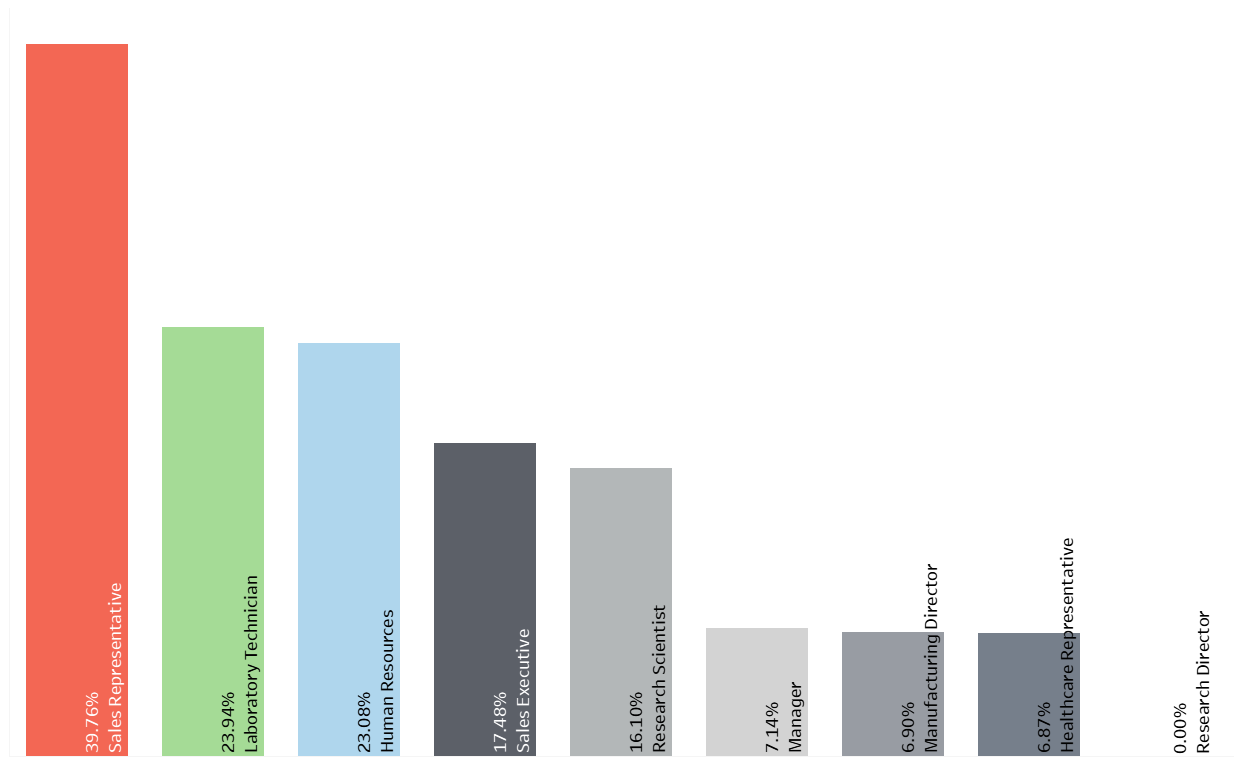 39.76%
Sales Representative
23.94%
Laboratory Technician
23.08%
Human Resources
17.48%
Sales Executive
16.10%
Research Scientist
7.14%
Manager
6.90%
Manufacturing Director
6.87%
Healthcare Representative
0.00%
Research Director